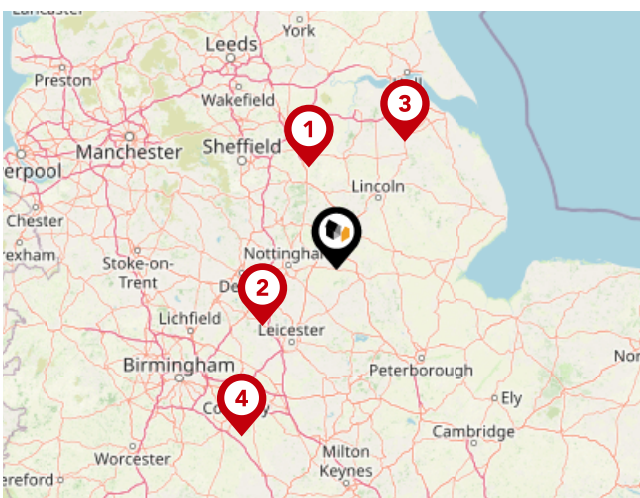 Lancaster
York
Leeds
Preston
Wakefield
3
1
Manchester
Sheffield
erpool
Lincoln
Chester
rexham
Nottingha
Stoke-on-
Trent
De
2
Lichfield
Leicester
Birmingham
Nor
Peterborough
Ely
4
Co
Cambridge
Worcester
Milton
Keynes
ereford